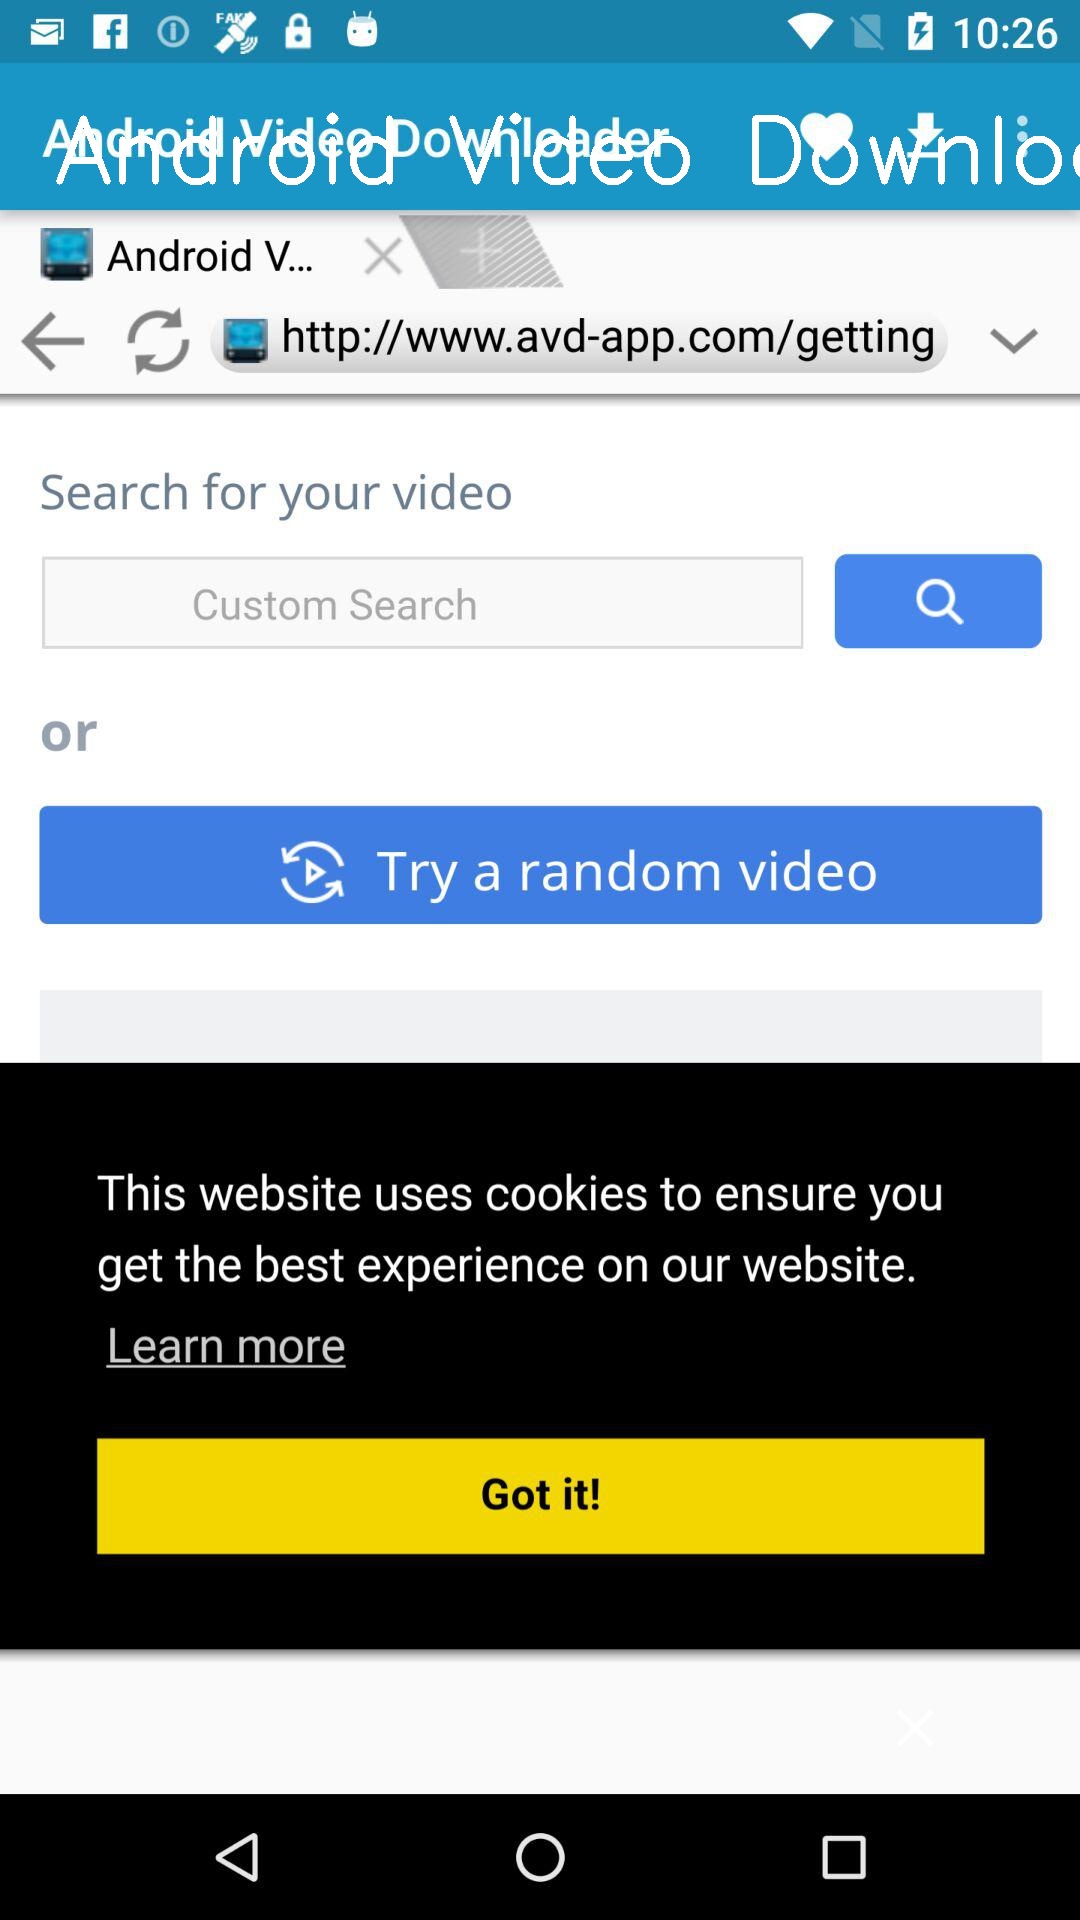 FAKE
10:26
Android Video Downloader
Android Video Downlo
Android V...
http://www.avd-app.com/getting
Search for your video
Custom Search
or
Try a random video
This website uses cookies to ensure you
get the best experience on our website.
Learn more
Got it!